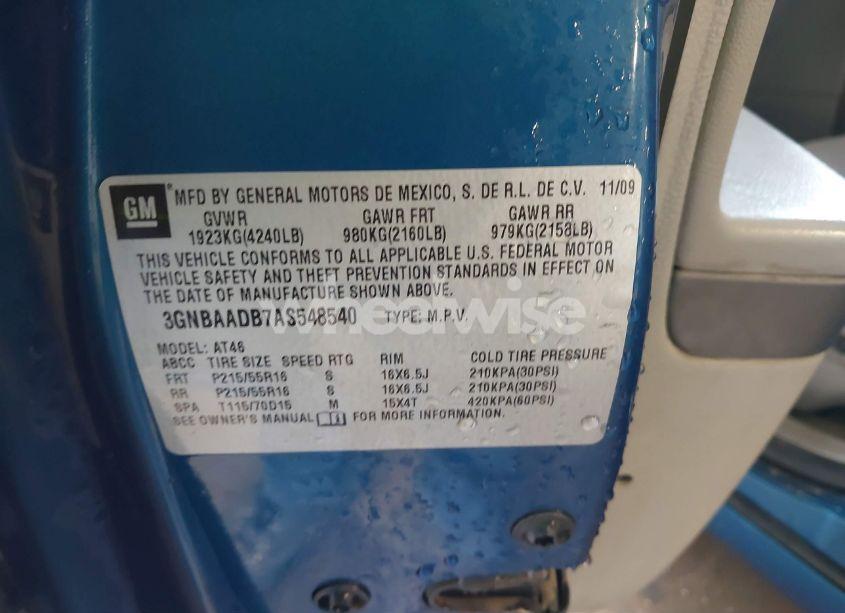 GM
® MFD BY GENERAL MOTORS DE MEXICO, S. DE R.L. DE C.V. 11/09
GVWR GAWR FRT GAWR RR
1923KG(4240LB) 980KG(2160LB) 979KG(2158LB)
THIS VEHICLE CONFORMS TO ALL APPLICABLE U.S. FEDERAL MOTOR
VEHICLE SAFETY AND THEFT PREVENTION STANDARDS IN EFFECT ON
THE DATE OF MANUFACTURE SHOWN ABOVE.
3GNBAADB7AS548540 TYPE: M.P.V.
wheelwise
MODEL: AT46
ABCC TIRE SIZE SPEED RTG RIM COLD TIRE PRESSURE
FRT P215/55R16 S 16X6.5J 210KPA(30PSI)
RR P215/55R16 S 16X6.5J 210KPA(30PSI)
SPA T115/70D15 M 15X4T 420KPA(60PSI)
SEE OWNER'S MANUAL FOR MORE INFORMATION.